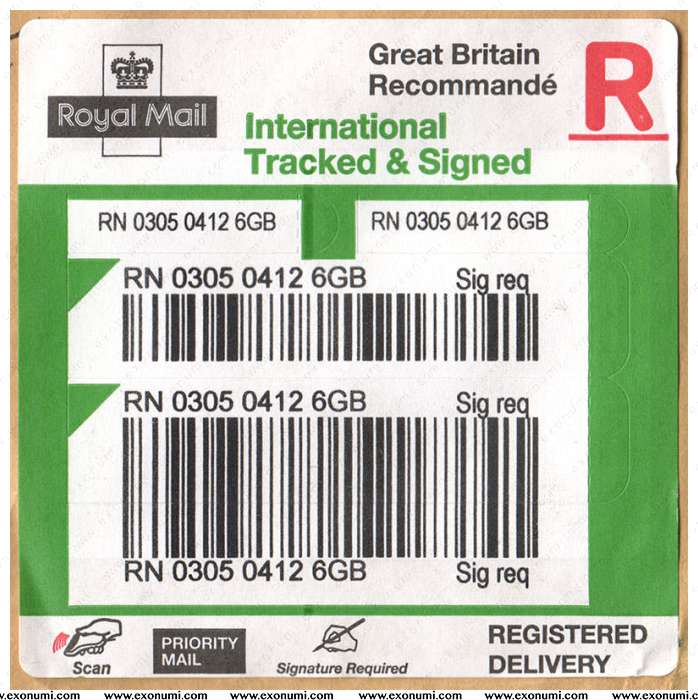 Great Britain
Recommandé
R
Royal Mail
International
Tracked & Signed
RN 0305 0412 6GB
RN 0305 0412 6GB
RN 0305 0412 6GB Sig req
RN 0305 0412 6GB Sig req
RN 0305 0412 6GB Sig req
Scan
PRIORITY
MAIL
Signature Required
REGISTERED
DELIVERY
www.exonumi.com www.exonumi.com www.exonumi.com www.exonumi.com www.exonumi.com